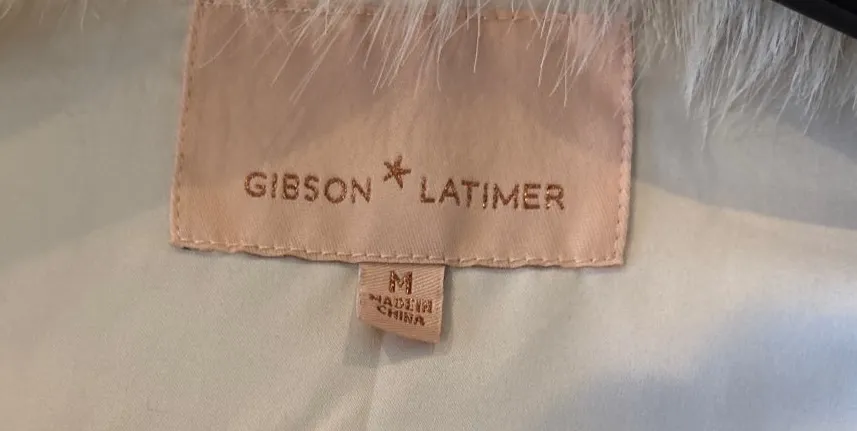 GIBSON * LATIMER
M
MADE IN
CHINA